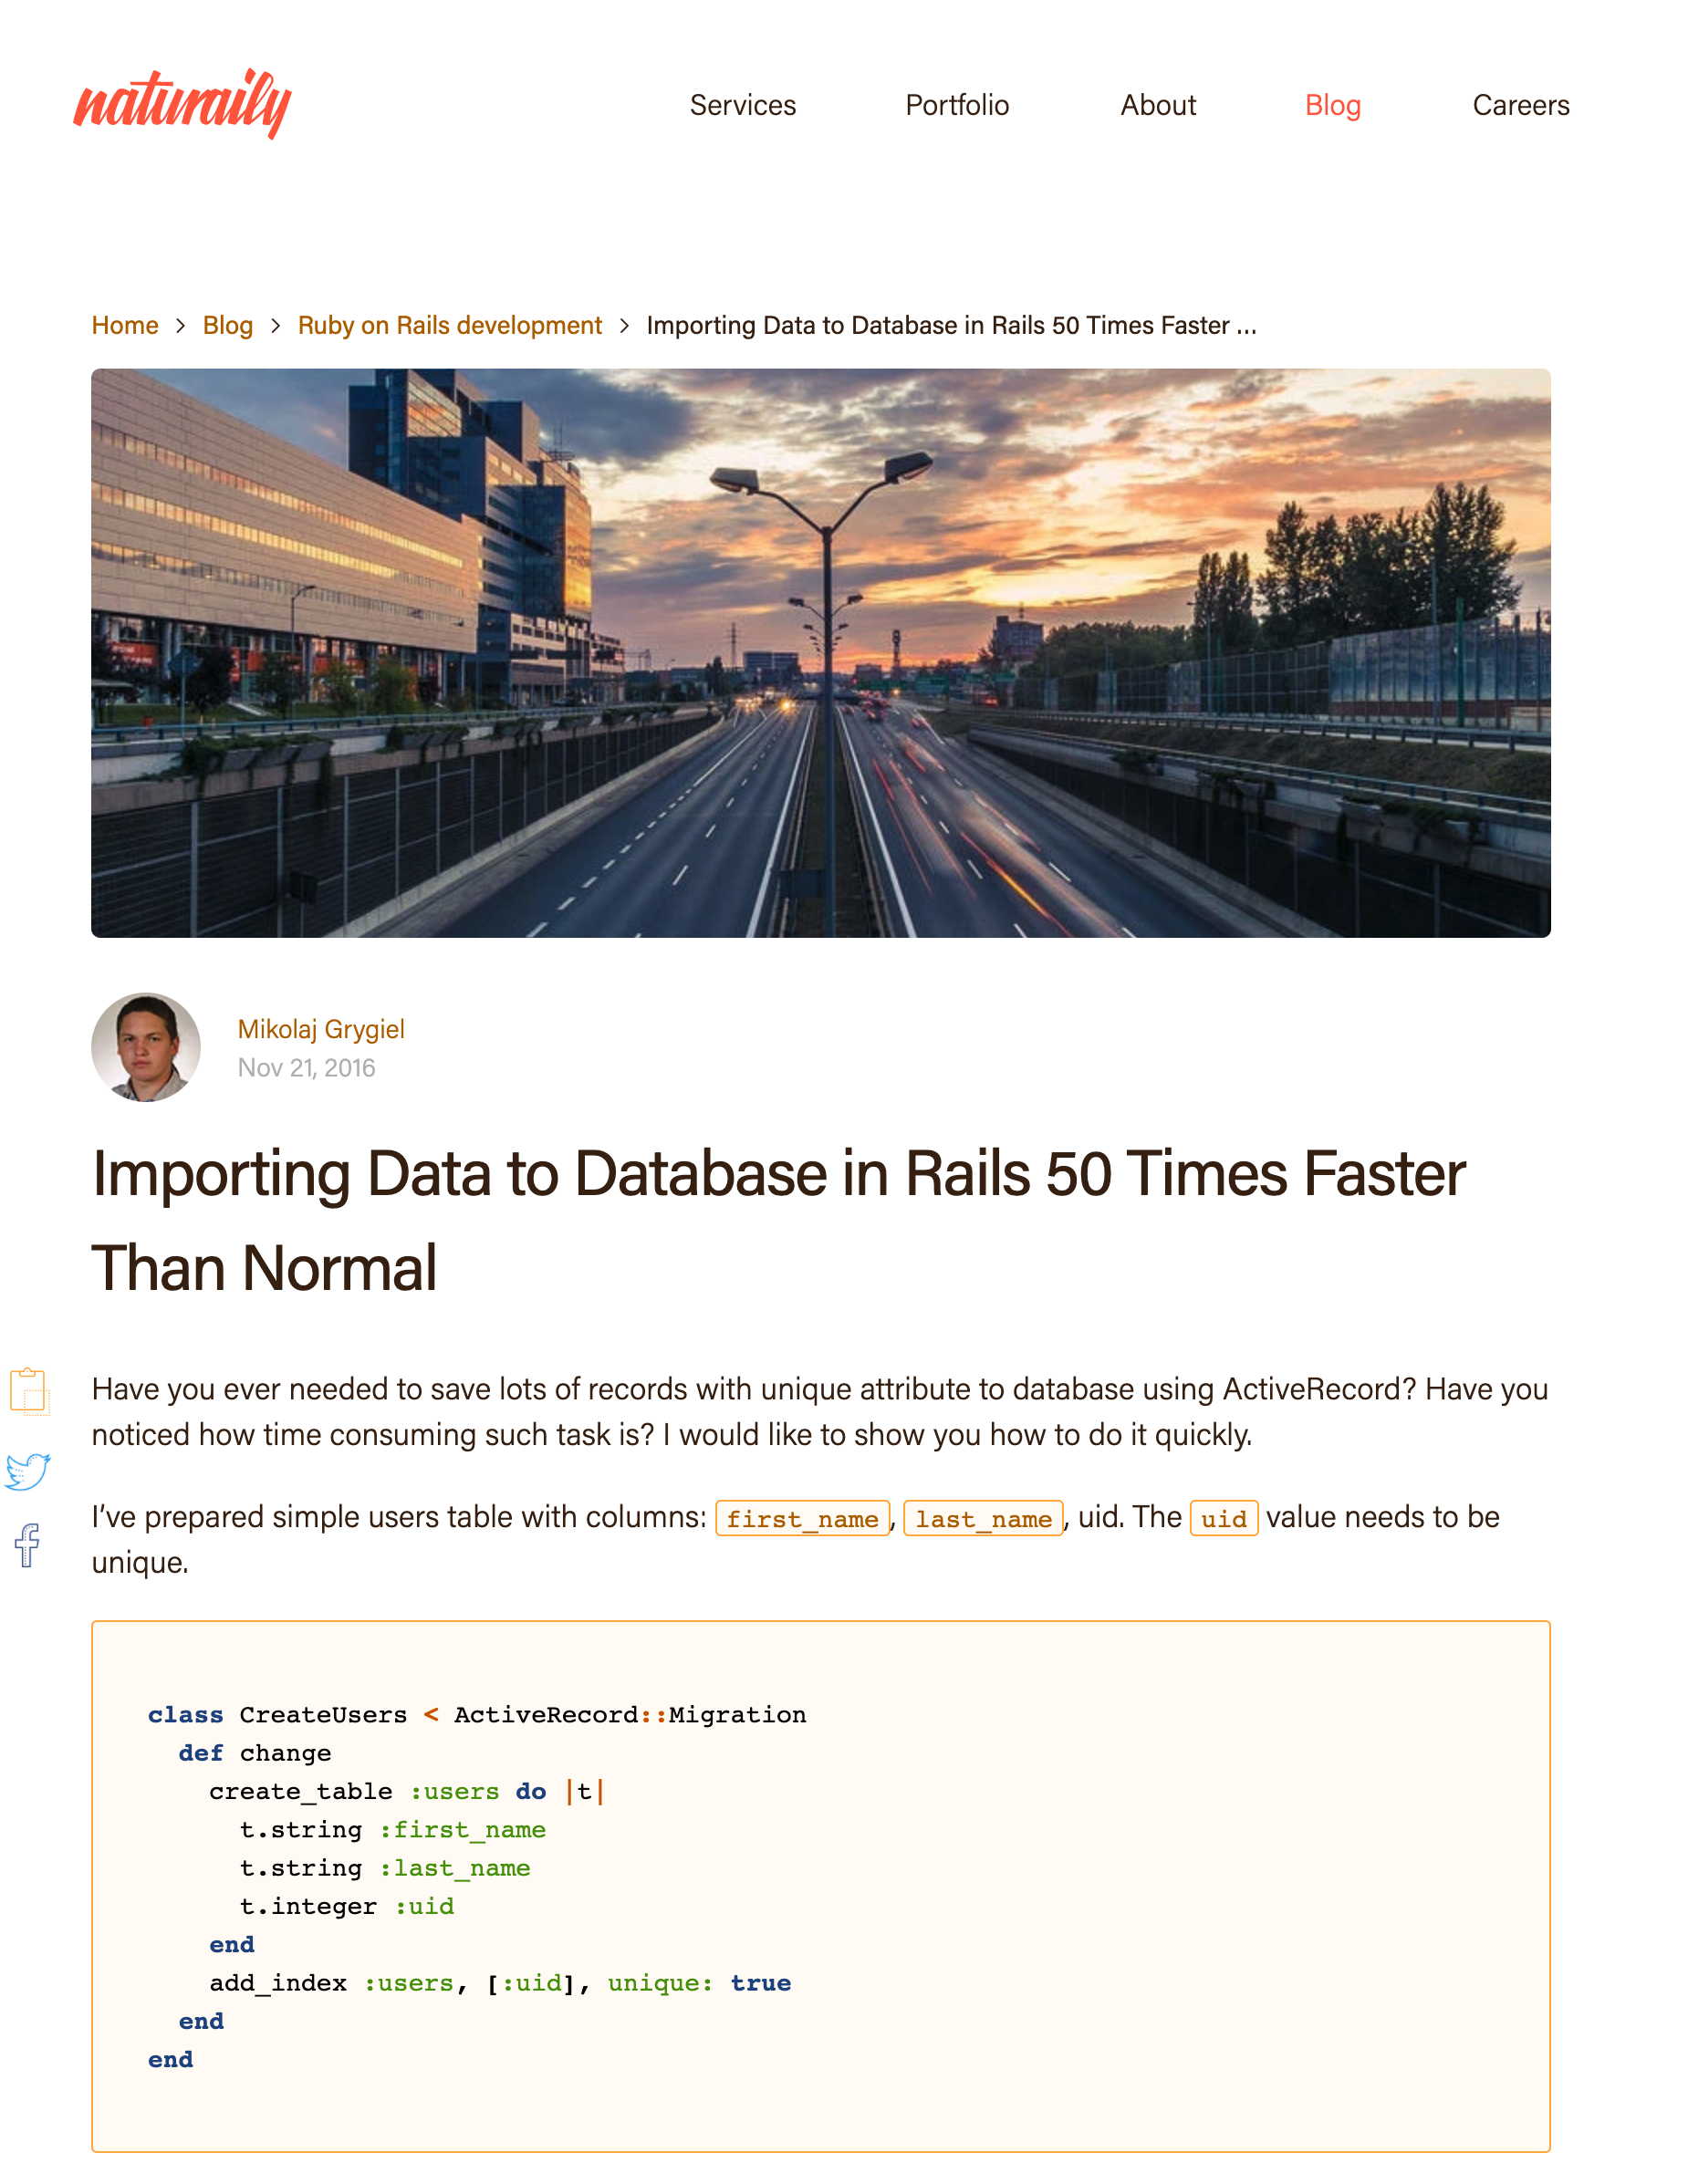 naturaily
Services Portfolio About Blog Careers
Home > Blog > Ruby on Rails development > Importing Data to Database in Rails 50 Times Faster ...
Mikolaj Grygiel
Nov 21, 2016
Importing Data to Database in Rails 50 Times Faster
Than Normal
Have you ever needed to save lots of records with unique attribute to database using ActiveRecord? Have you
noticed how time consuming such task is? I would like to show you how to do it quickly.
I’ve prepared simple users table with columns: first_name, last_name, uid. The uid value needs to be
unique.
class CreateUsers < ActiveRecord::Migration
  def change
    create_table :users do |t|
      t.string :first_name
      t.string :last_name
      t.integer :uid
    end
    add_index :users, [:uid], unique: true
  end
end